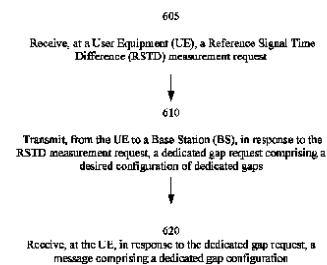 605
Receive, at a User Equipment (UE), a Reference Signal Time
Difference (RSTD) measurement request
610
Transmit, from the UE to a Base Station (BS), in response to the
RSTD measurement request, a dedicated gap request comprising a
desired configuration of dedicated gaps
620
Receive, at the UE, in response to the dedicated gap request, a
message comprising a dedicated gap configuration